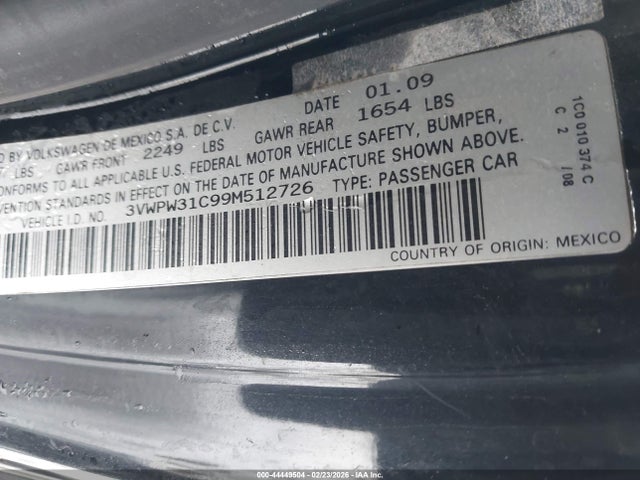 BY VOLKSWAGEN DE MEXICO S.A. DE C.V. DATE 01.09
LBS GAWR FRONT 2249 LBS GAWR REAR 1654 LBS
CONFORMS TO ALL APPLICABLE U.S. FEDERAL MOTOR VEHICLE SAFETY, BUMPER,
VENTION STANDARDS IN EFFECT ON THE DATE OF MANUFACTURE SHOWN ABOVE.
VEHICLE I.D. NO. 3VWPW31C99M512726 TYPE: PASSENGER CAR
COUNTRY OF ORIGIN: MEXICO
1C0 010 374 C
C 2 /08
000-44449504 - 02/23/2026 - IAA Inc.